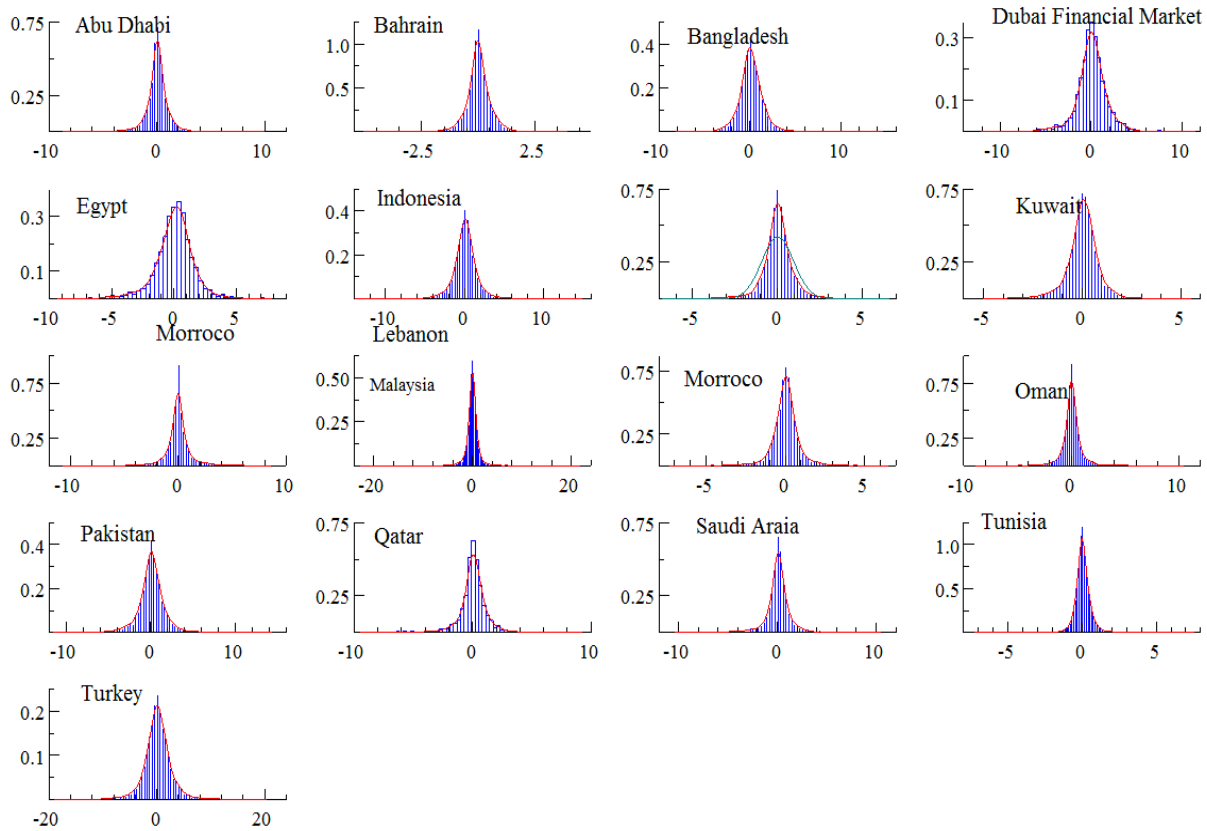 Abu Dhabi
0.75
0.25
-10 0 10
Bahrain
1.0
0.5
-2.5 2.5
Bangladesh
0.4
0.2
-10 0 10
Dubai Financial Market
0.3
0.1
-10 0 10
Egypt
0.3
0.1
-10 -5 0 5
Indonesia
0.4
0.2
-10 0 10
0.75
0.25
-5 0 5
Kuwait
0.75
0.25
-5 0 5
Morroco
0.75
0.25
-10 0 10
Lebanon
Malaysia
0.50
0.25
-20 0 20
Morroco
0.75
0.25
-5 0 5
Oman
0.75
0.25
-10 0 10
Pakistan
0.4
0.2
-10 0 10
Qatar
0.75
0.25
-10 0 10
Saudi Araia
0.75
0.25
-10 0 10
Tunisia
1.0
0.5
-5 0 5
Turkey
0.2
0.1
-20 0 20